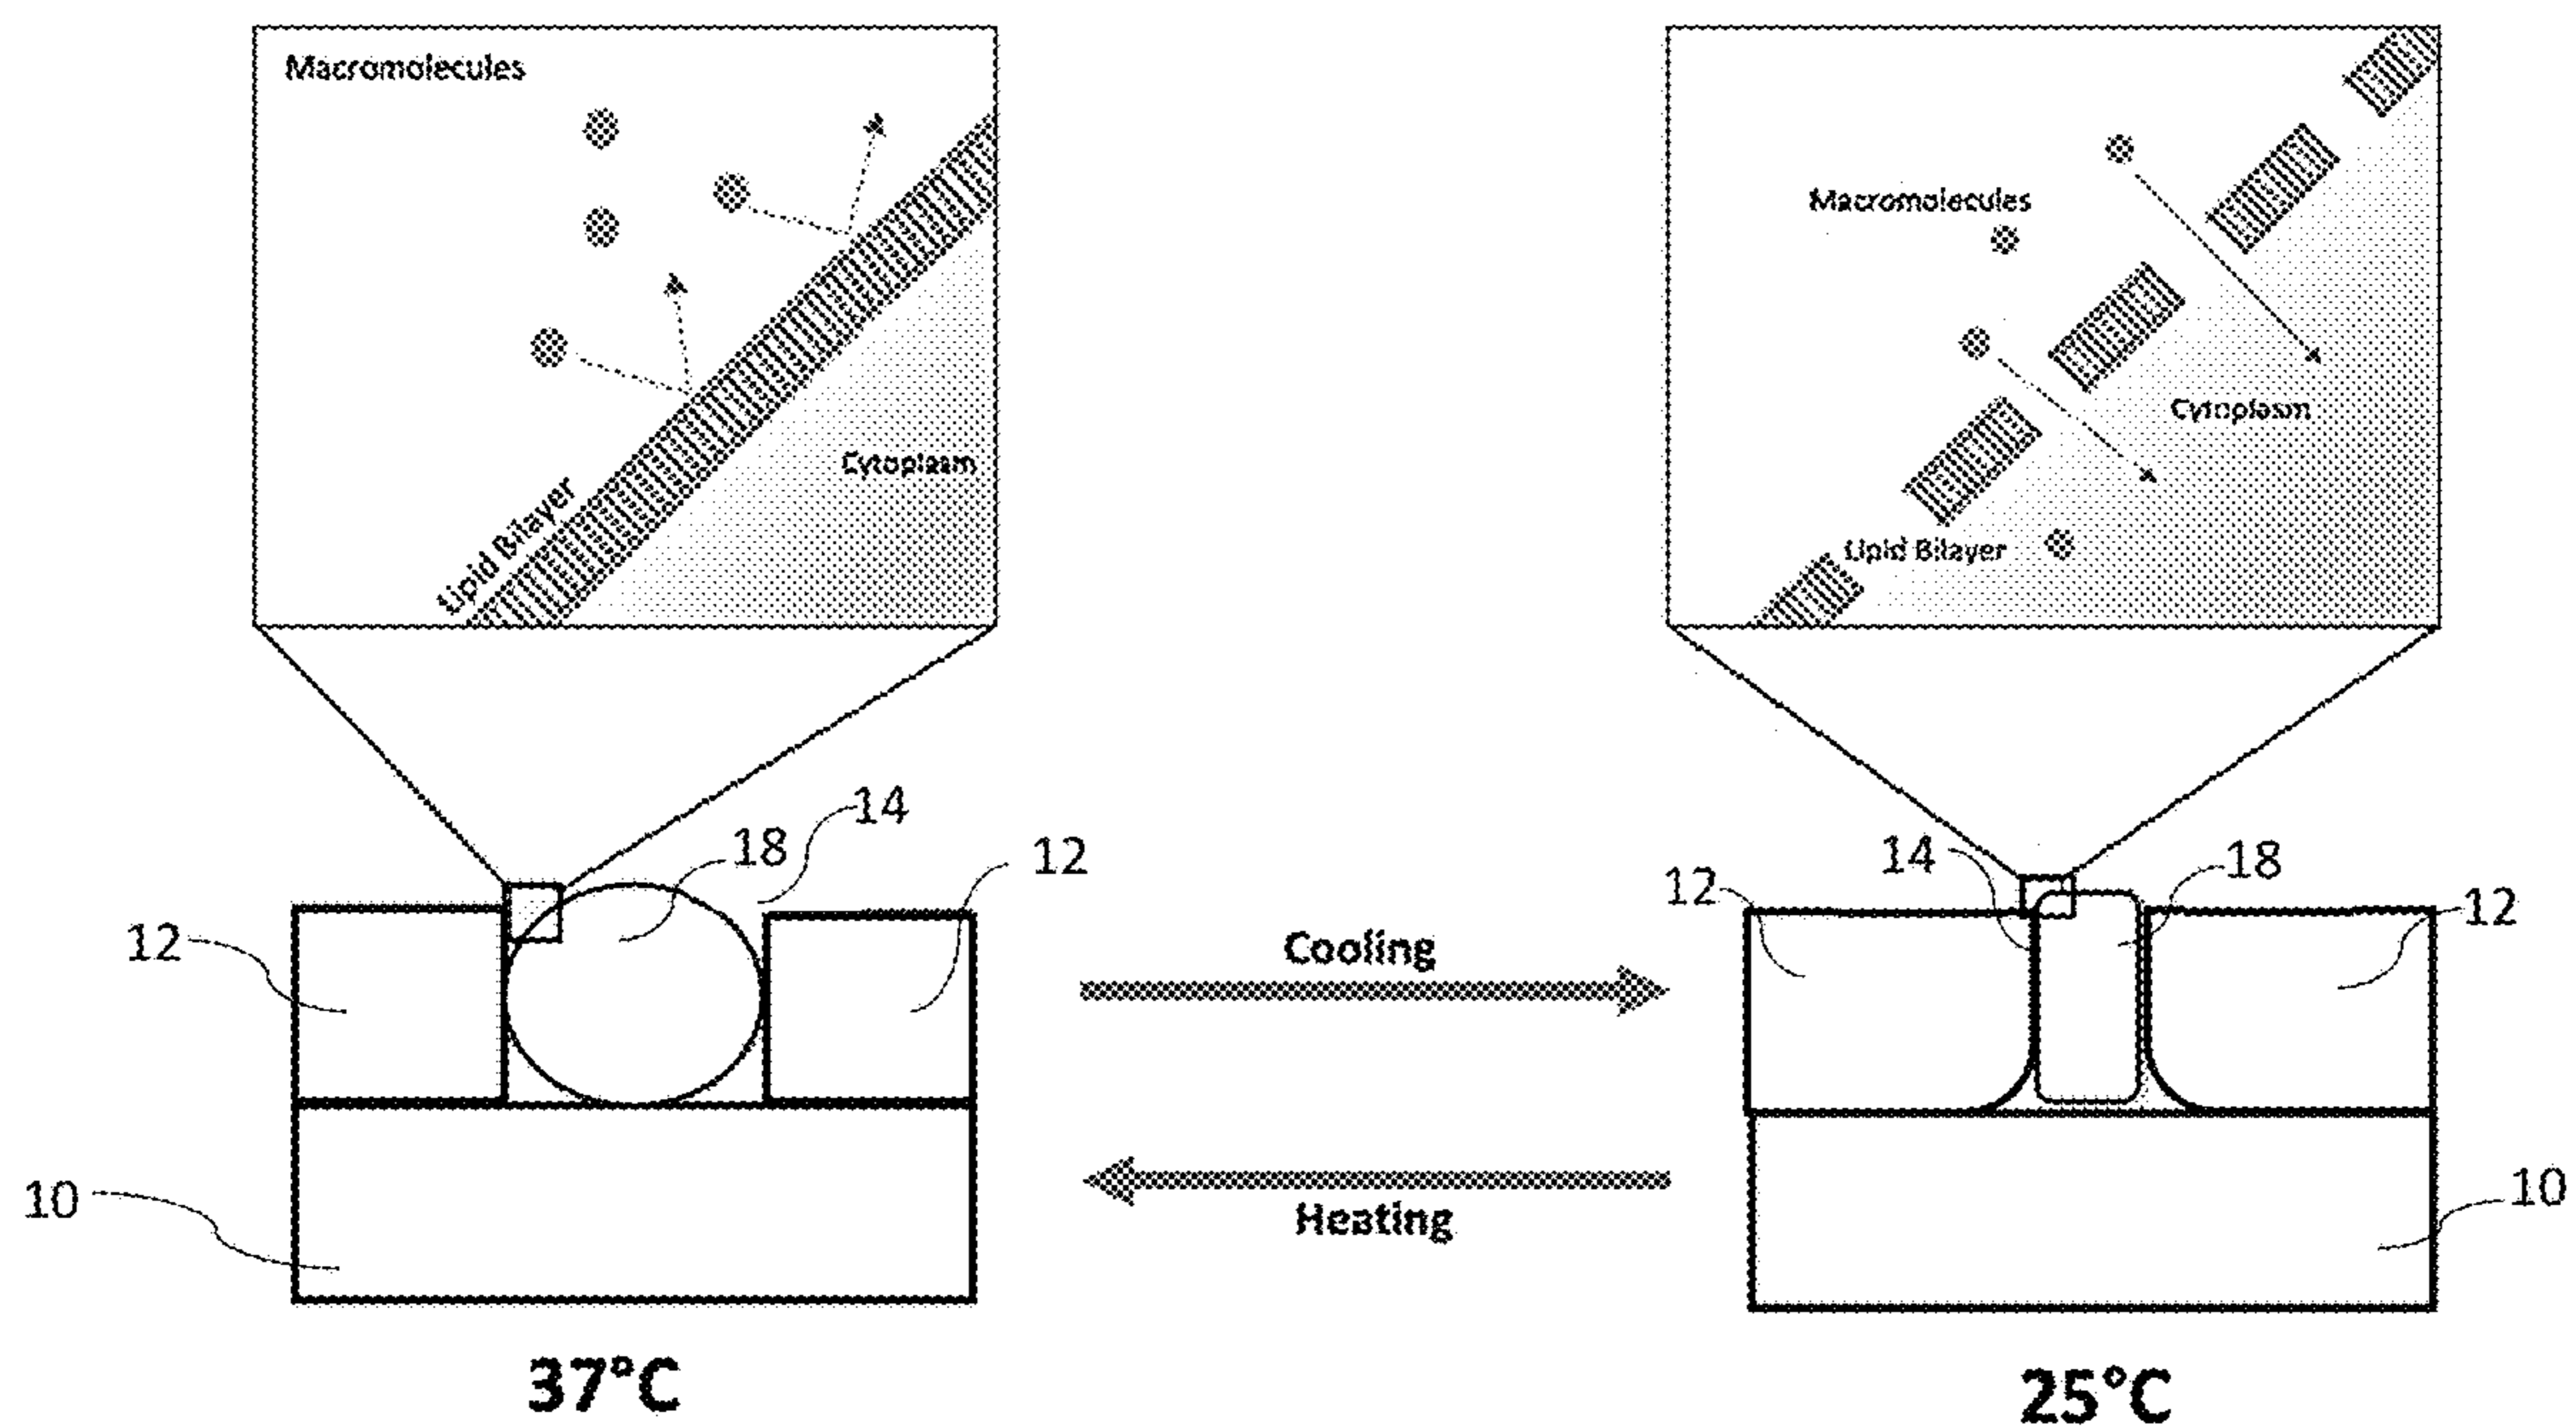 Macromolecules
Lipid Bilayer
Cytoplasm
Macromolecules
Cytoplasm
Lipid Bilayer
14
18
12
12
10
Cooling
Heating
14
18
12
12
10
37°C
25°C